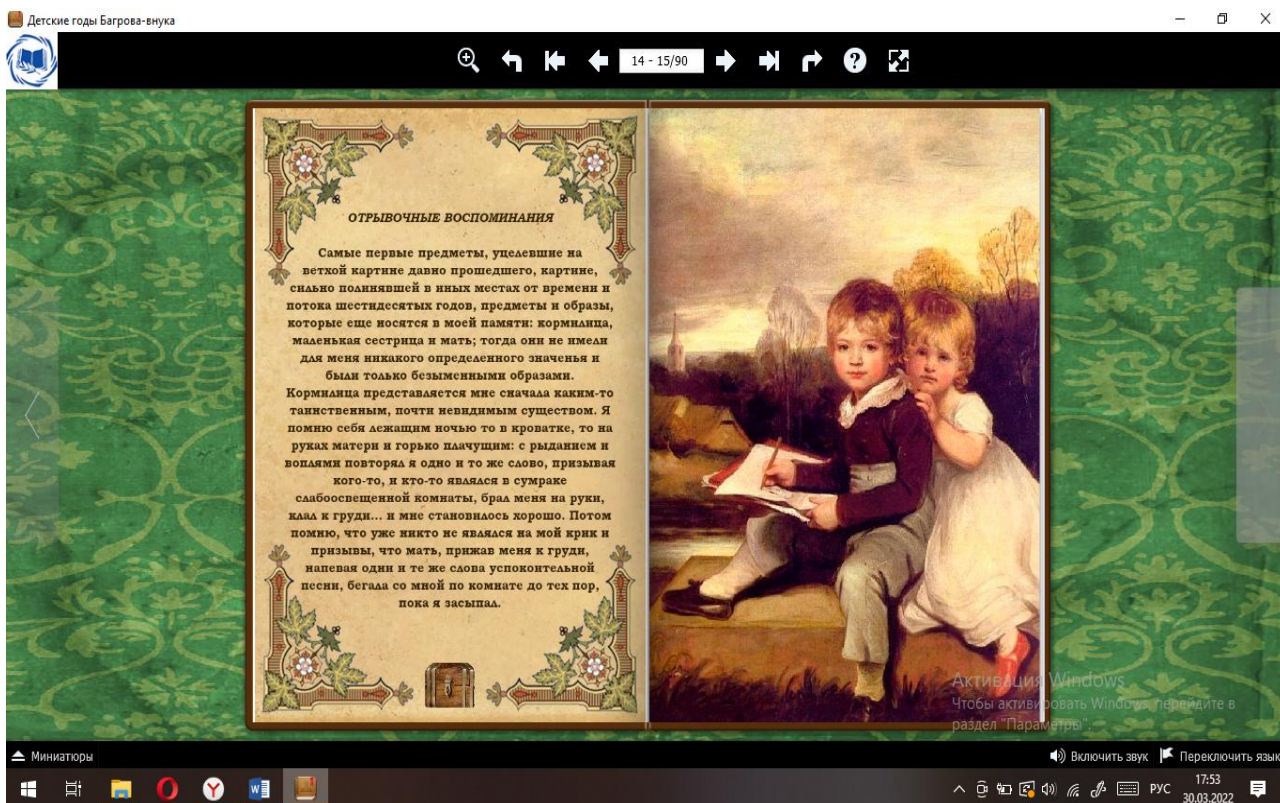 Детские годы Багрова-внука
14 - 15/90
ОТРЫВОЧНЫЕ ВОСПОМИНАНИЯ
Самые первые предметы, уцелевшие на
ветхой картине давно прошедшего, картине,
сильно полинявшей в иных местах от времени и
потока шестидесятых годов, предметы и образы,
которые еще носятся в моей памяти: кормилица,
маленькая сестрица и мать; тогда они не имели
для меня никакого определенного значенья и
были только безыменными образами.
Кормилица представляется мне сначала каким-то
таинственным, почти невидимым существом. Я
помню себя лежащим ночью то в кроватке, то на
руках матери и горько плачущим: с рыданием и
воплями повторял я одно и то же слово, призывая
кого-то, и кто-то являлся в сумраке
слабоосвещенной комнаты, брал меня на руки,
клал к груди... и мне становилось хорошо. Потом
помню, что уже никто не являлся на мой крик и
призывы, что мать, прижав меня к груди,
напевая одни и те же слова успокоительной
песни, бегала со мной по комнате до тех пор,
пока я засыпал.
Активация Windows
Чтобы активировать Windows, перейдите в
раздел "Параметры".
Миниатюры
Включить звук
Переключить язык
РУС
17:53
30.03.2022